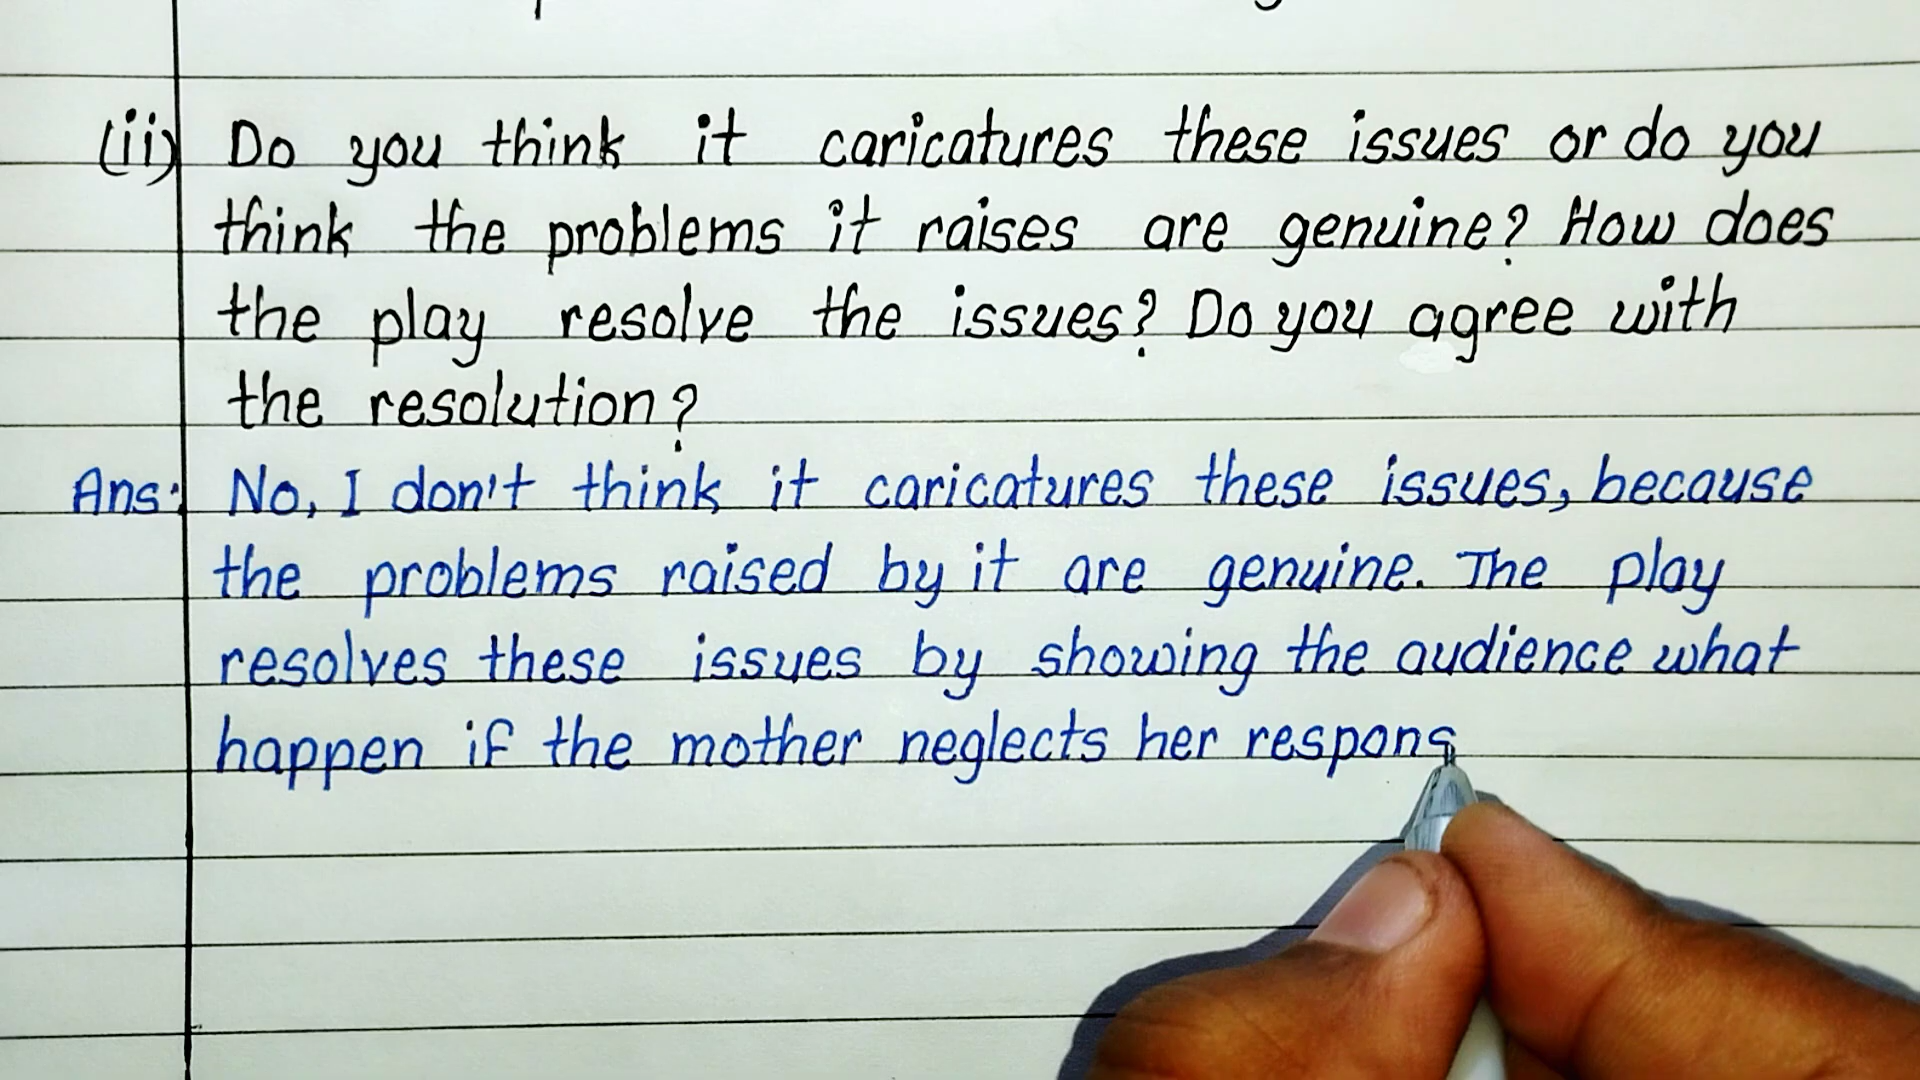 (ii) Do you think it caricatures these issues or do you
think the problems it raises are genuine? How does
the play resolve the issues? Do you agree with
the resolution?
Ans: No, I don't think it caricatures these issues, because
the problems raised by it are genuine. The play
resolves these issues by showing the audience what
happen if the mother neglects her respons